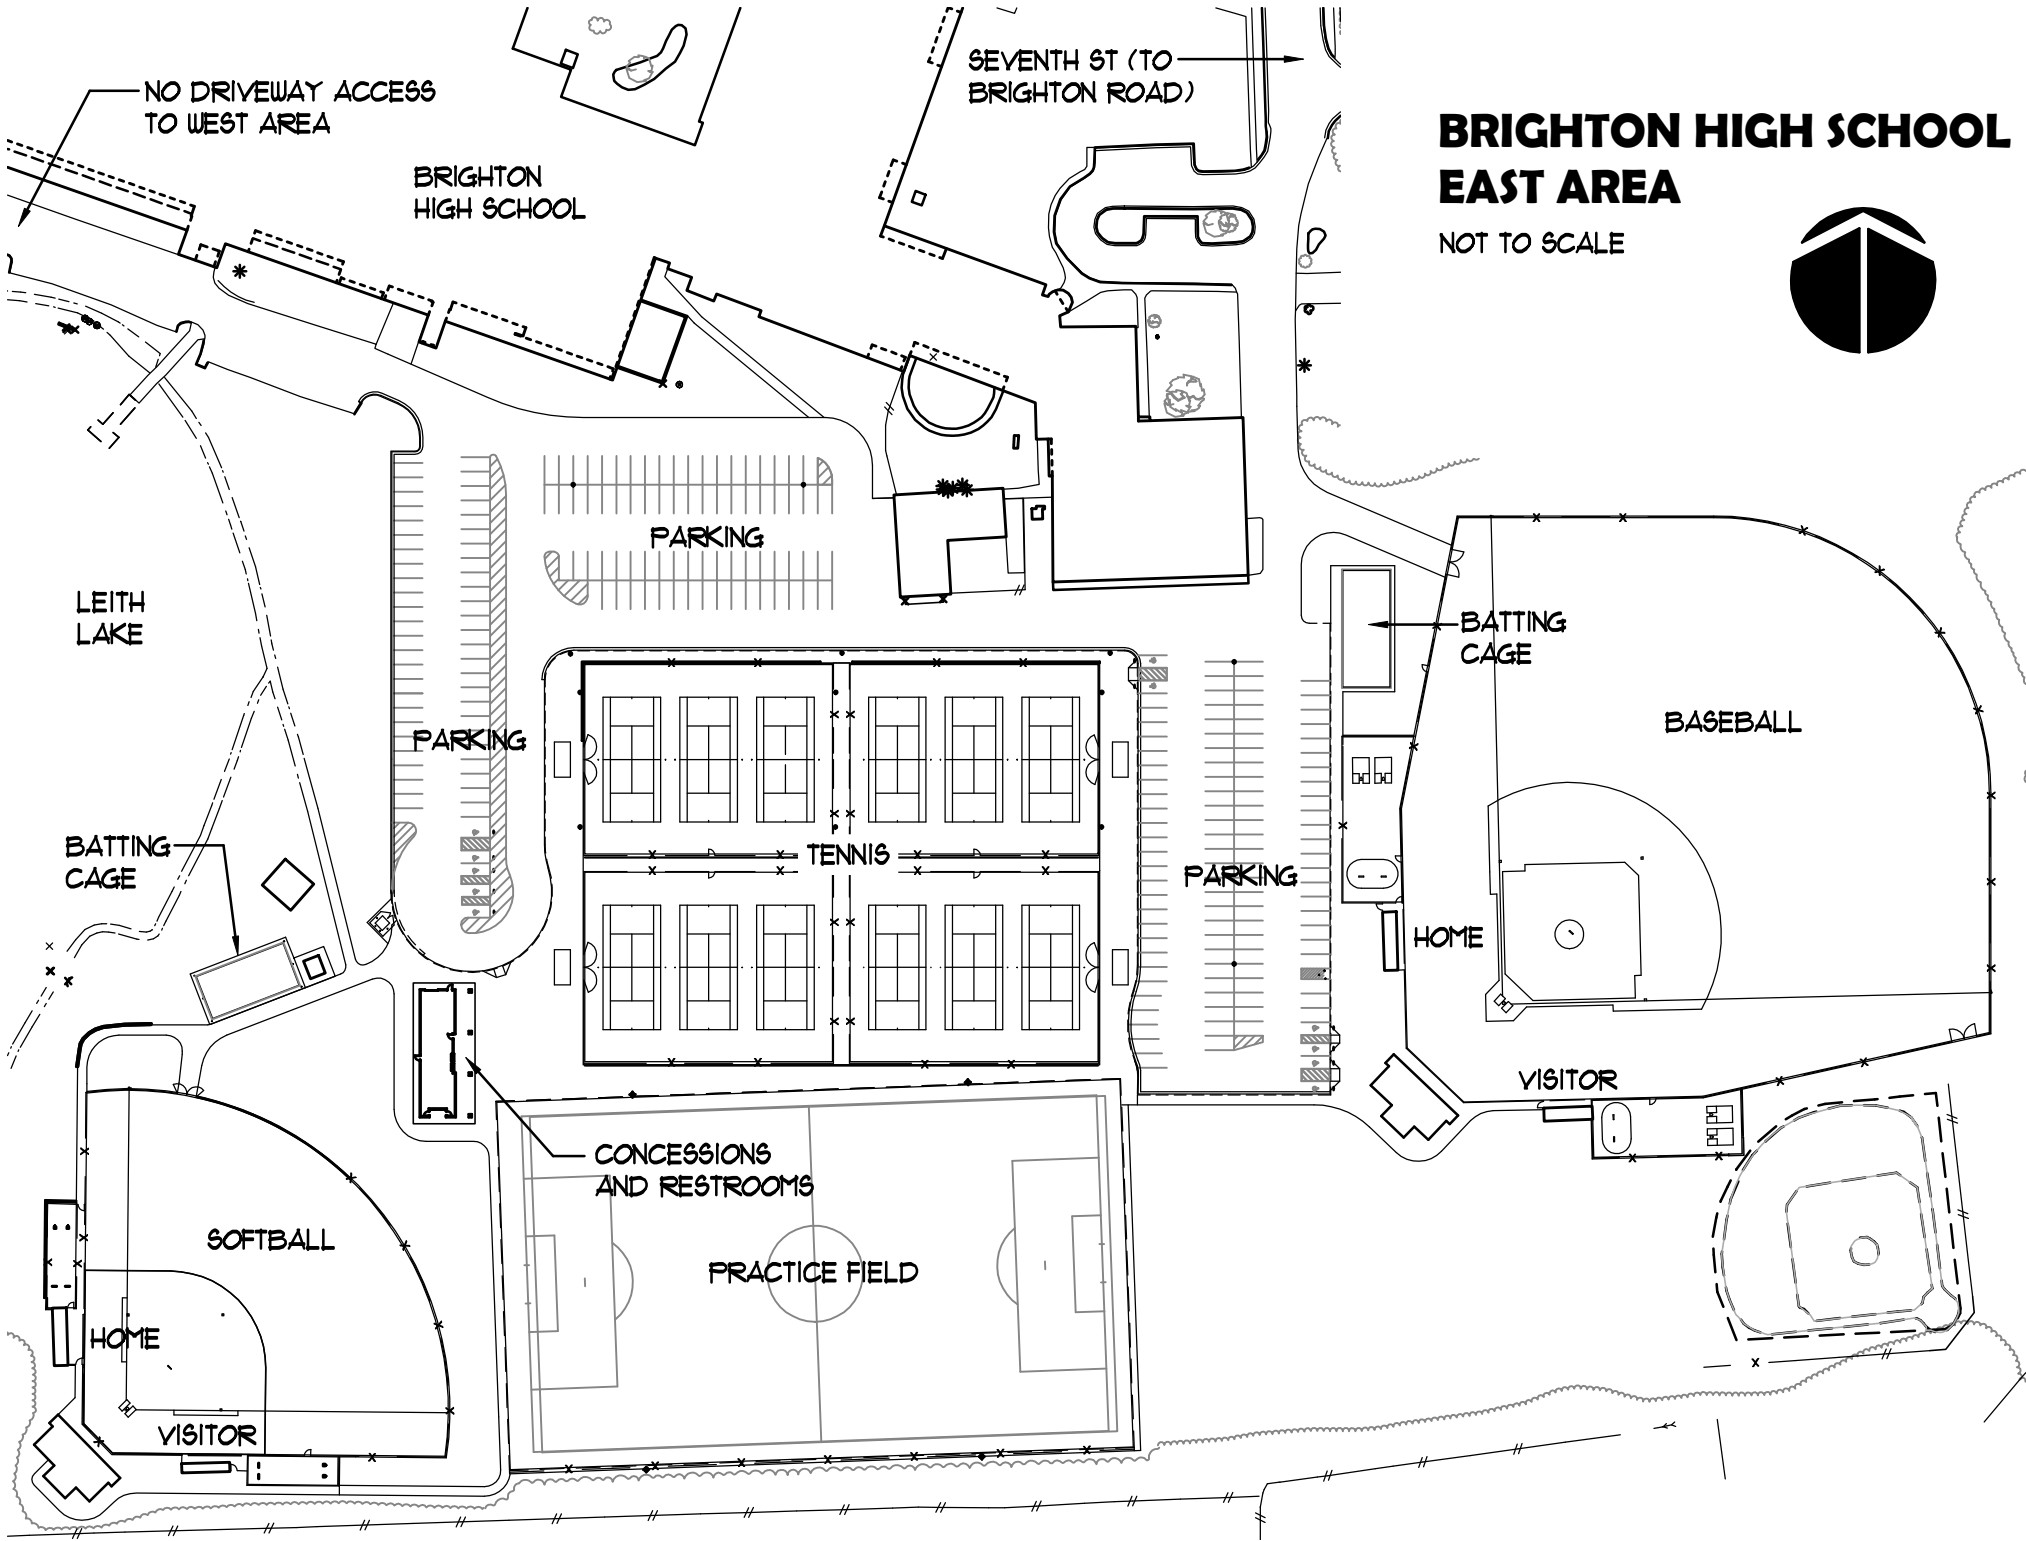 SEVENTH ST (TO
BRIGHTON ROAD)
NO DRIVEWAY ACCESS
TO WEST AREA
BRIGHTON HIGH SCHOOL
EAST AREA
NOT TO SCALE
BRIGHTON
HIGH SCHOOL
PARKING
LEITH
LAKE
BATTING
CAGE
BASEBALL
PARKING
BATTING
CAGE
TENNIS
PARKING
HOME
VISITOR
CONCESSIONS
AND RESTROOMS
SOFTBALL
PRACTICE FIELD
HOME
VISITOR